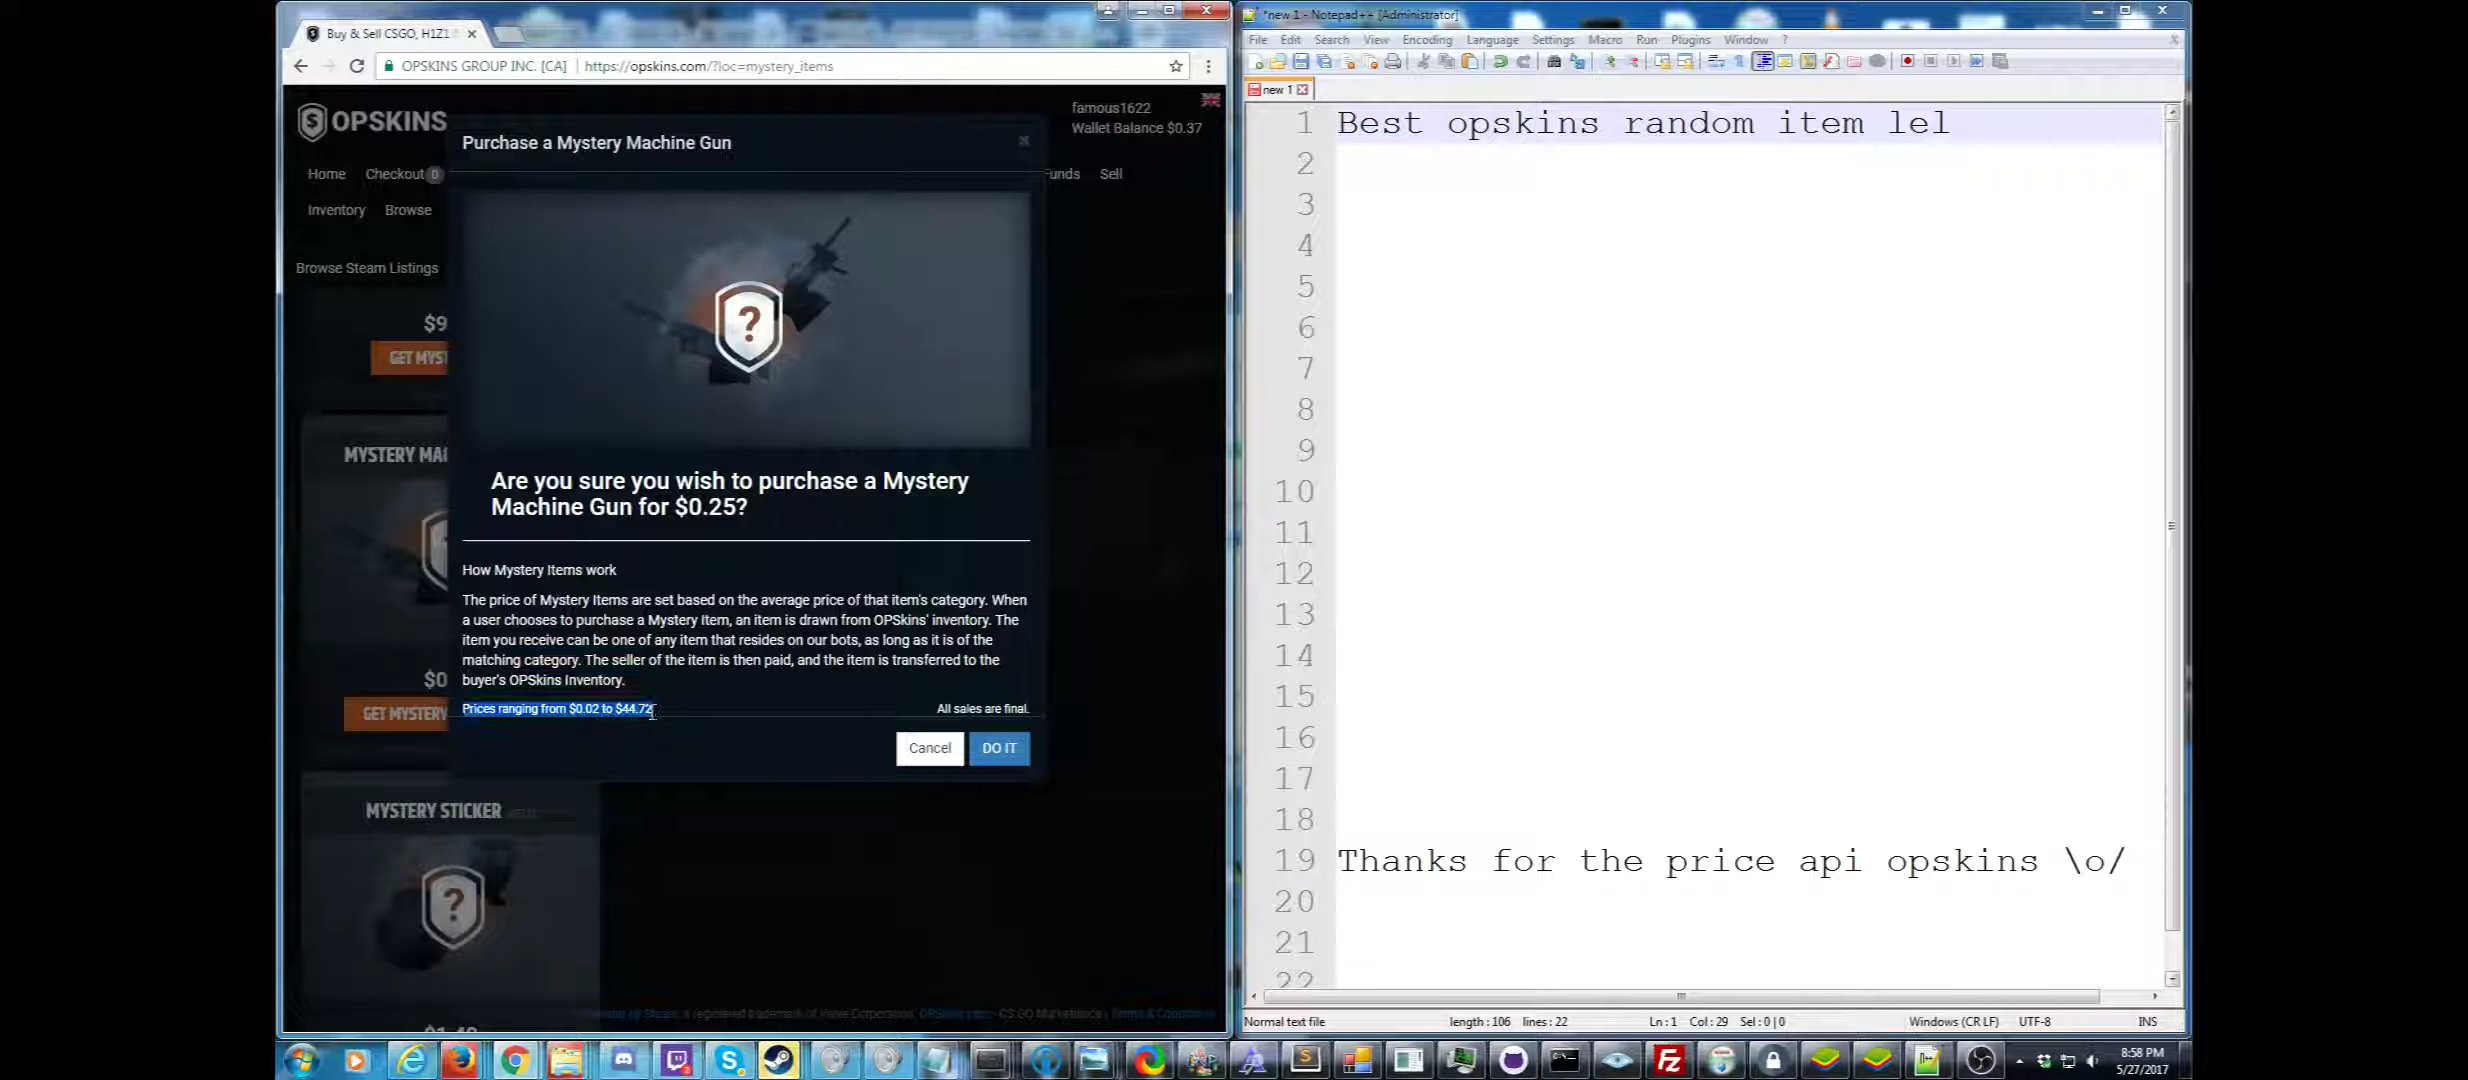 Buy & Sell CSGO, H1Z1
OPSKINS GROUP INC. [CA]
https://opskins.com/?loc=mystery_items
OPSKINS
famous1622
Wallet Balance $0.37
Home
Checkout
0
Funds
Sell
Inventory
Browse
Browse Steam Listings
$9
GET MYST
MYSTERY MA
$0
GET MYSTERY
MYSTERY STICKER
Purchase a Mystery Machine Gun
?
Are you sure you wish to purchase a Mystery
Machine Gun for $0.25?
How Mystery Items work
The price of Mystery Items are set based on the average price of that item's category. When
a user chooses to purchase a Mystery Item, an item is drawn from OPSkins' inventory. The
item you receive can be one of any item that resides on our bots, as long as it is of the
matching category. The seller of the item is then paid, and the item is transferred to the
buyer's OPSkins Inventory.
Prices ranging from $0.02 to $44.72
All sales are final.
Cancel
DO IT
?
*new 1 - Notepad++ [Administrator]
File Edit Search View Encoding Language Settings Macro Run Plugins Window ?
new 1
1 Best opskins random item lel
2
3
4
5
6
7
8
9
10
11
12
13
14
15
16
17
18
19 Thanks for the price api opskins \o/
20
21
22
Normal text file
length : 106 lines : 22
Ln : 1 Col : 29 Sel : 0 | 0
Windows (CR LF)
UTF-8
INS
8:58 PM
5/27/2017